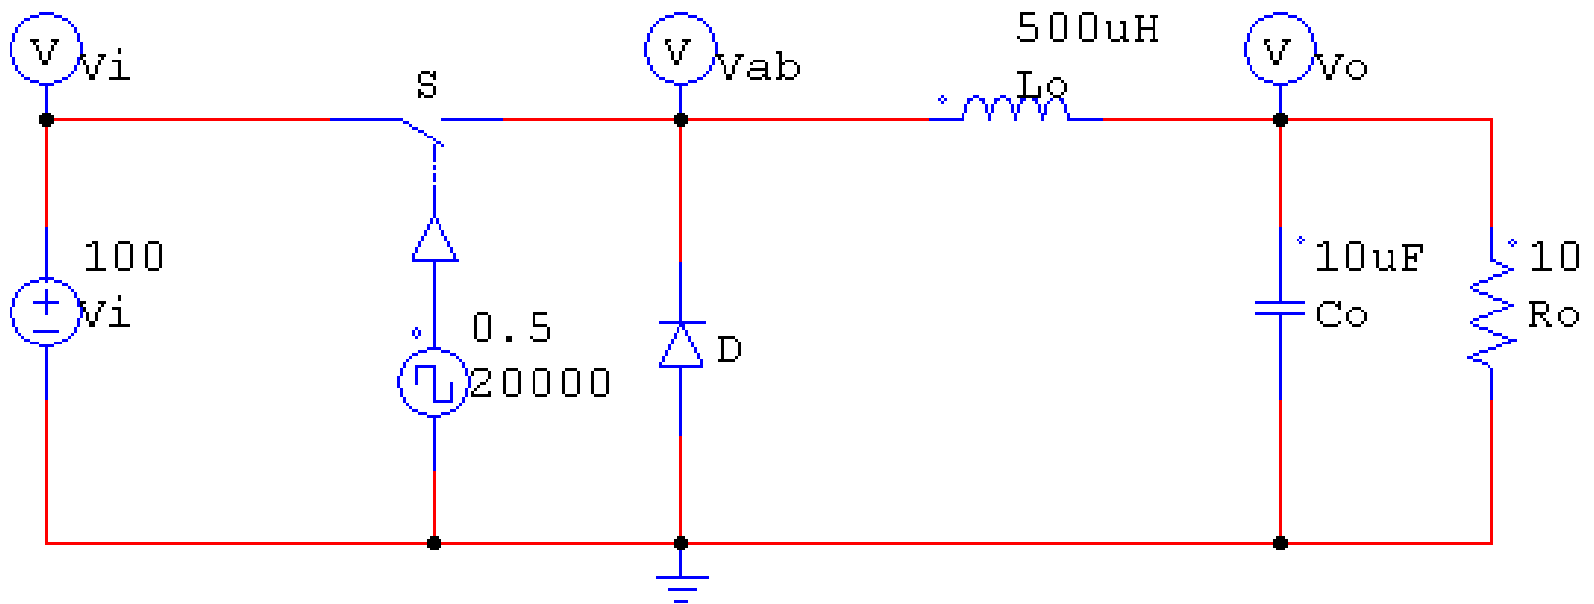 V Vi
S
V Vab
500uH
Lo
V Vo
100
Vi
0.5
20000
D
10uF
Co
10
Ro